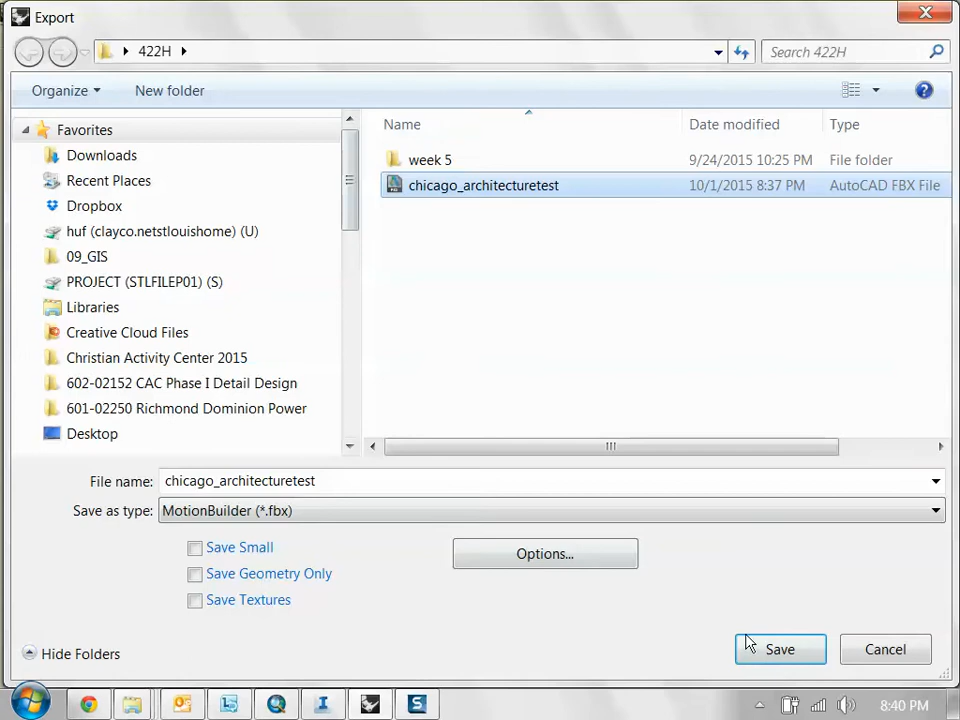 Export
422H
Search 422H
Organize
New folder
Name
Date modified
Type
Favorites
Downloads
Recent Places
Dropbox
huf (clayco.netstlouishome) (U)
09_GIS
PROJECT (STLFILEP01) (S)
Libraries
Creative Cloud Files
Christian Activity Center 2015
602-02152 CAC Phase I Detail Design
601-02250 Richmond Dominion Power
Desktop
week 5
9/24/2015 10:25 PM
File folder
chicago_architecturetest
10/1/2015 8:37 PM
AutoCAD FBX File
File name:
chicago_architecturetest
Save as type:
MotionBuilder (*.fbx)
Save Small
Save Geometry Only
Save Textures
Options...
Hide Folders
Save
Cancel
8:40 PM